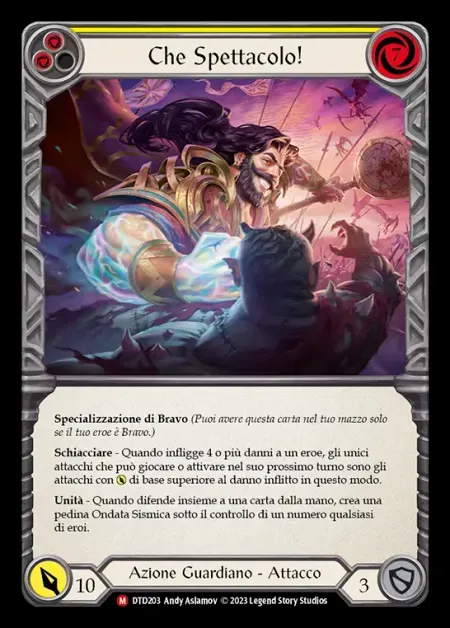 Che Spettacolo!
7
Specializzazione di Bravo (Puoi avere questa carta nel tuo mazzo solo
se il tuo eroe è Bravo.)
Schiacciare - Quando infligge 4 o più danni a un eroe, gli unici
attacchi che può giocare o attivare nel suo prossimo turno sono gli
attacchi con di base superiore al danno inflitto in questo modo.
Unità - Quando difende insieme a una carta dalla mano, crea una
pedina Ondata Sismica sotto il controllo di un numero qualsiasi
di eroi.
10 Azione Guardiano - Attacco 3
M DTD203 Andy Aslamov © 2023 Legend Story Studios